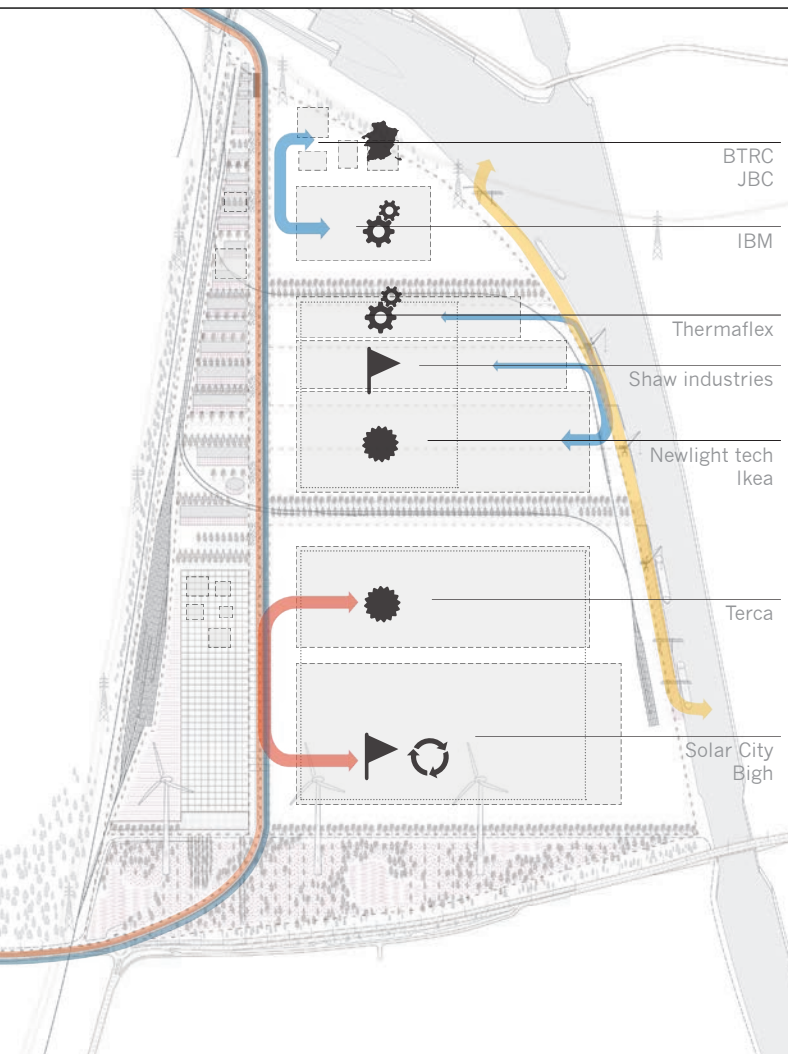 BTRC
JBC
IBM
Thermaflex
Shaw industries
Newlight tech
Ikea
Terca
Solar City
Bigh